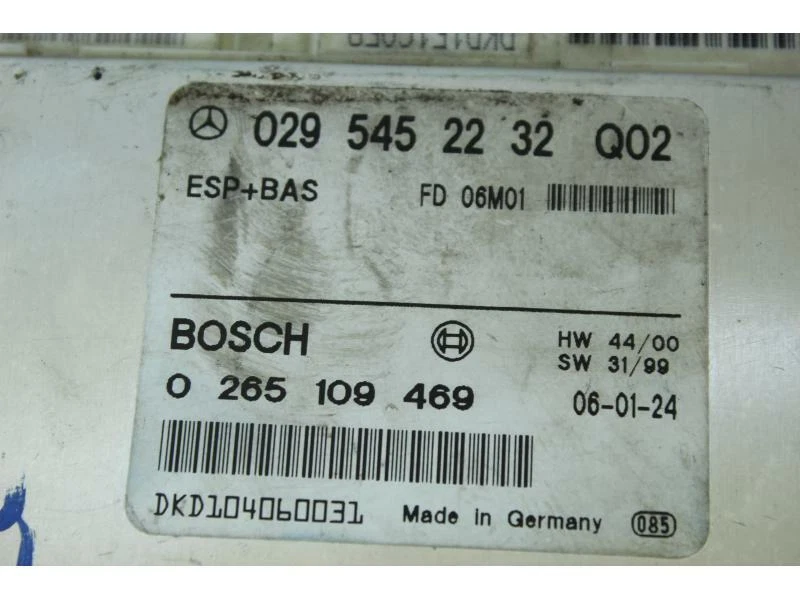 029 545 22 32 Q02
ESP+BAS FD 06M01
BOSCH HW 44/00
SW 31/99
0 265 109 469 06-01-24
DKD104060031 Made in Germany 085